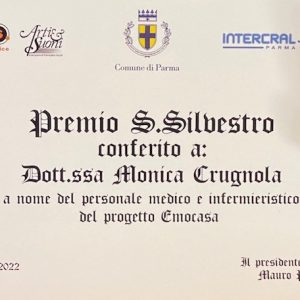 Arti & Suoni
Comune di Parma
INTERCRAL
PARMA
Premio S.Silvestro
conferito a:
Dott.ssa Monica Crugnola
a nome del personale medico e infermieristico
del progetto Emocasa
2022
Il presidente
Mauro P